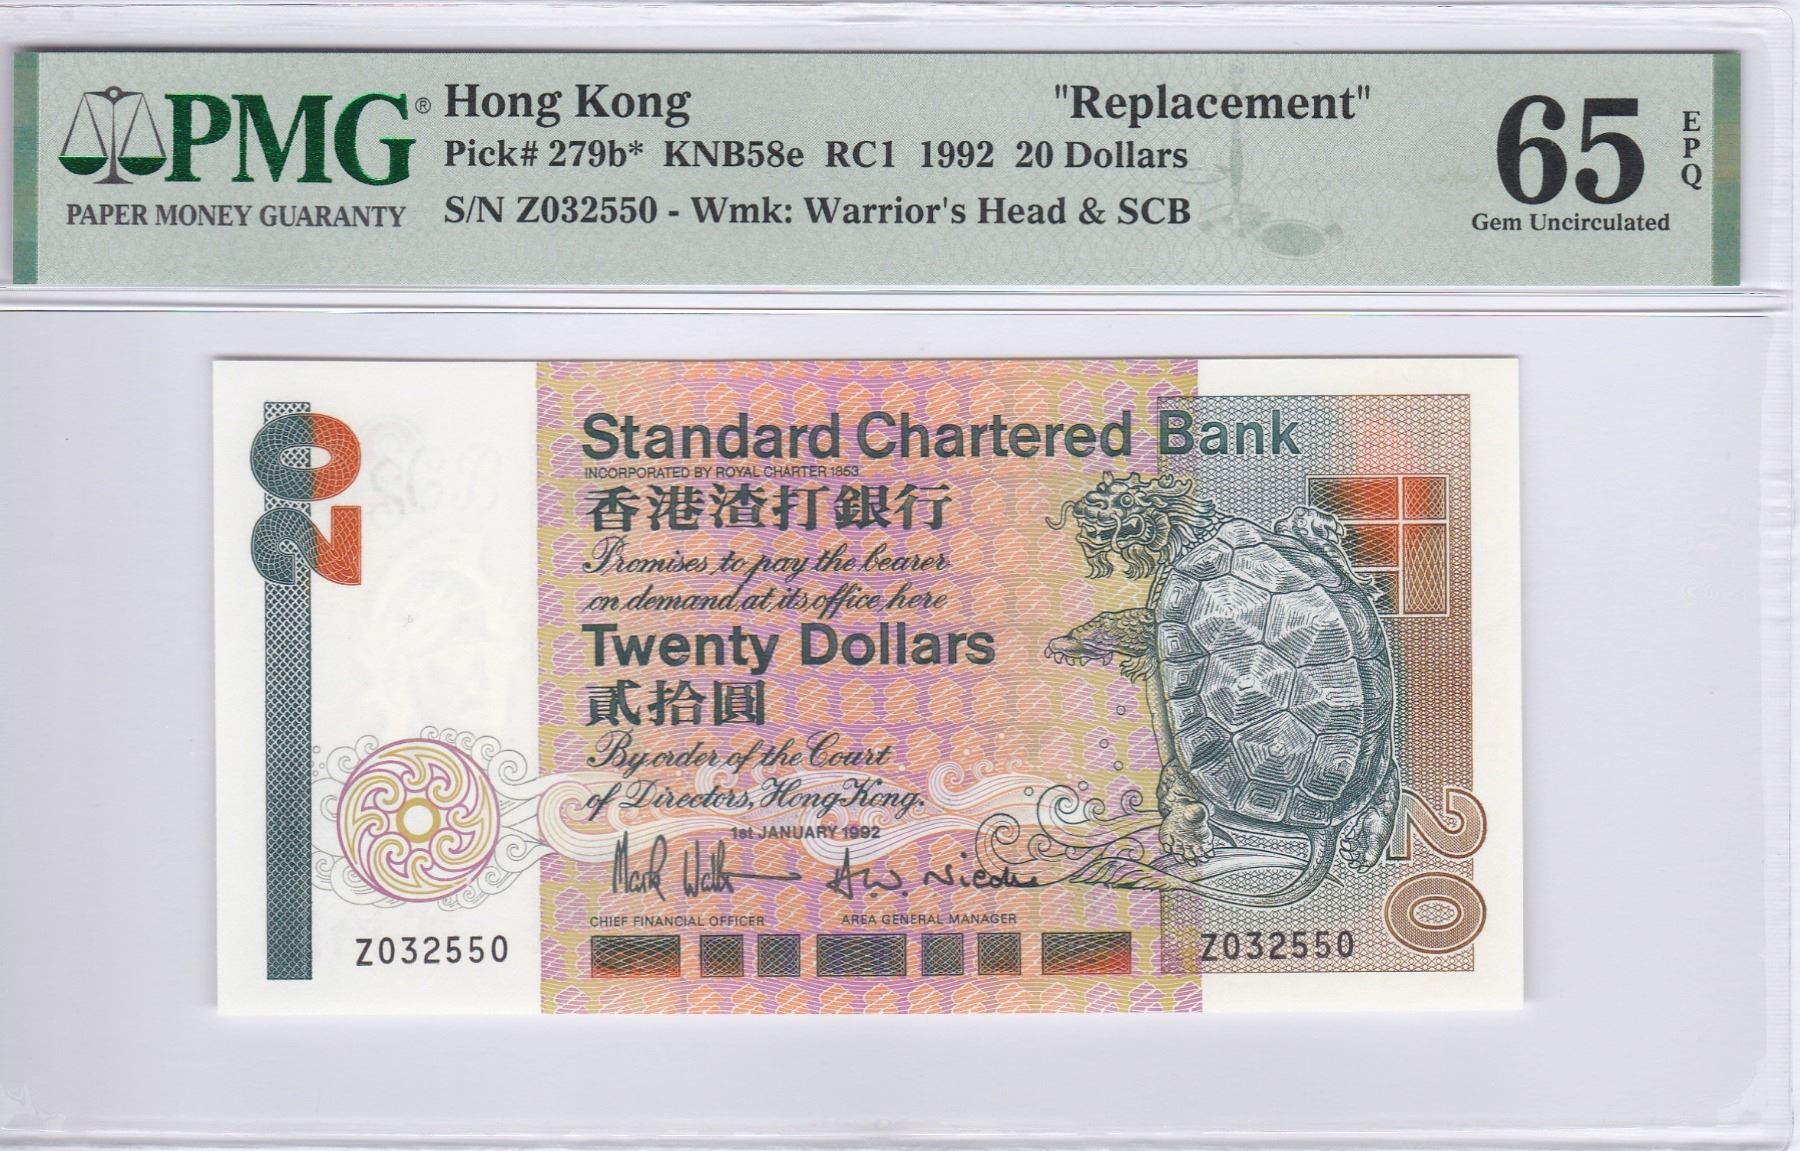 PMG®
PAPER MONEY GUARANTY
Hong Kong "Replacement"
Pick# 279b* KNB58e RC1 1992 20 Dollars
S/N Z032550 - Wmk: Warrior's Head & SCB
65
EPQ
Gem Uncirculated
20
Standard Chartered Bank
INCORPORATED BY ROYAL CHARTER 1853
香港渣打銀行
Promises to pay the bearer
on demand at its office here
Twenty Dollars
貳拾圓
By order of the Court
of Directors, Hong Kong.
1st JANUARY 1992
CHIEF FINANCIAL OFFICER AREA GENERAL MANAGER
Z032550 Z032550
20